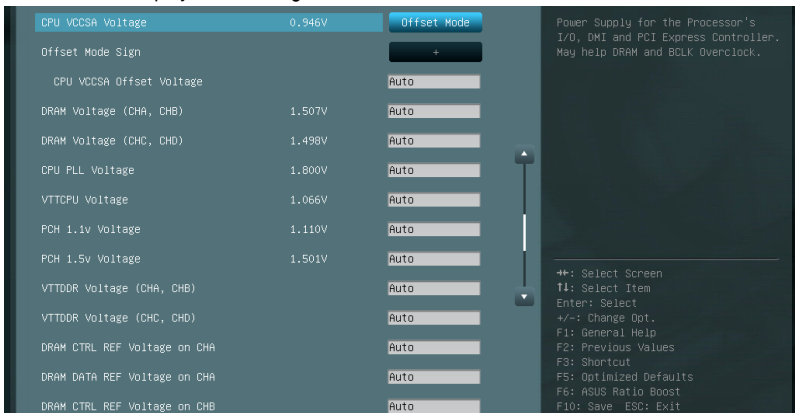 CPU VCCSA Voltage 0.946V Offset Mode
Offset Mode Sign +
CPU VCCSA Offset Voltage Auto
DRAM Voltage (CHA, CHB) 1.507V Auto
DRAM Voltage (CHC, CHD) 1.498V Auto
CPU PLL Voltage 1.800V Auto
VTTCPU Voltage 1.066V Auto
PCH 1.1v Voltage 1.110V Auto
PCH 1.5v Voltage 1.501V Auto
VTTDDR Voltage (CHA, CHB) Auto
VTTDDR Voltage (CHC, CHD) Auto
DRAM CTRL REF Voltage on CHA Auto
DRAM DATA REF Voltage on CHA Auto
DRAM CTRL REF Voltage on CHB Auto
Power Supply for the Processor's
I/O, DMI and PCI Express Controller.
May help DRAM and BCLK Overclock.
→←: Select Screen
↑↓: Select Item
Enter: Select
+/-: Change Opt.
F1: General Help
F2: Previous Values
F3: Shortcut
F5: Optimized Defaults
F6: ASUS Ratio Boost
F10: Save ESC: Exit